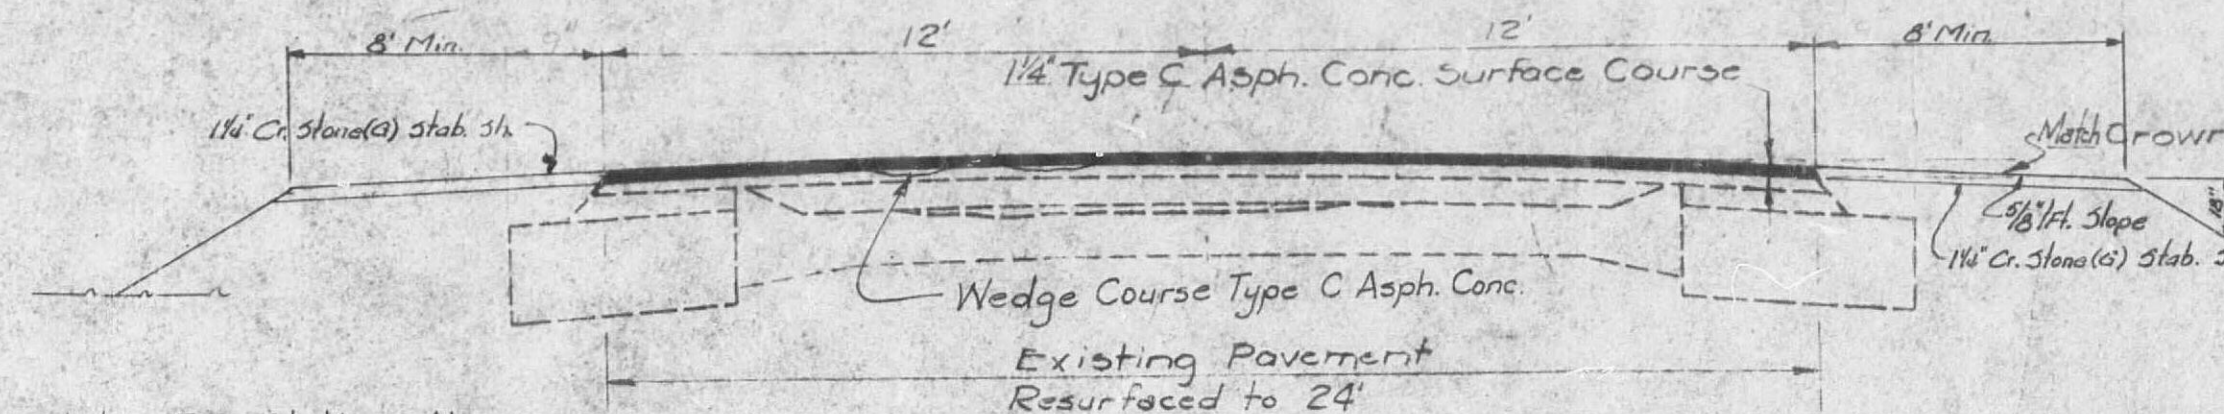 8' Min.
12'
12'
8' Min.
1¼" Type C Asph. Conc. Surface Course
1¼" Cr. Stone(G) Stab. Sh.
Match Crown
5/8"/Ft. Slope
18"
1¼" Cr. Stone(G) Stab.
Wedge Course Type C Asph. Conc.
Existing Pavement
Resurfaced to 24'